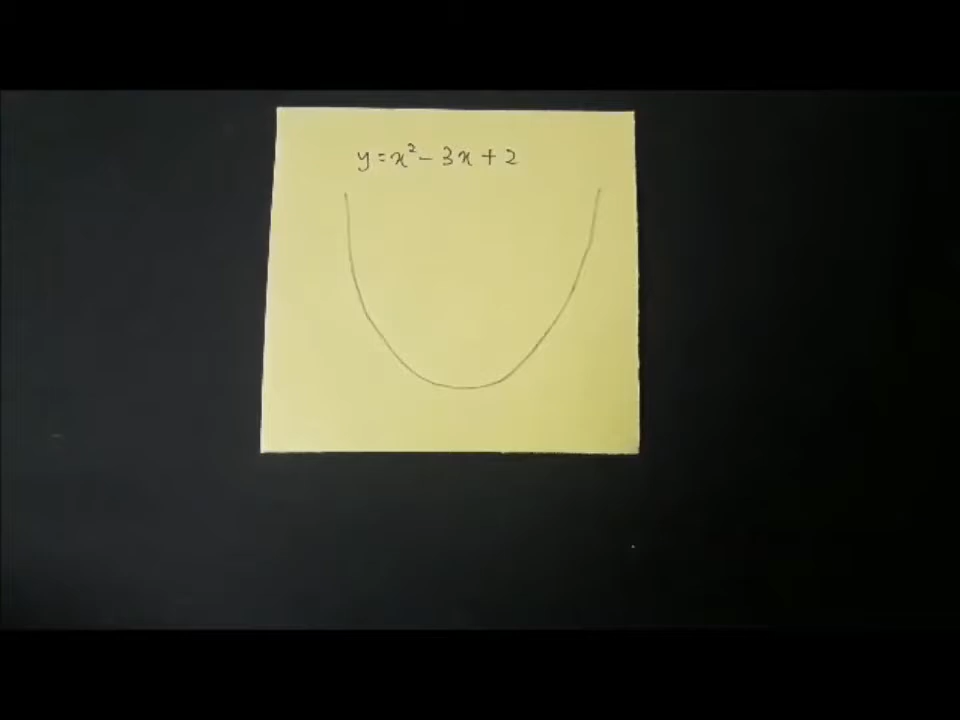 y = x² - 3x + 2